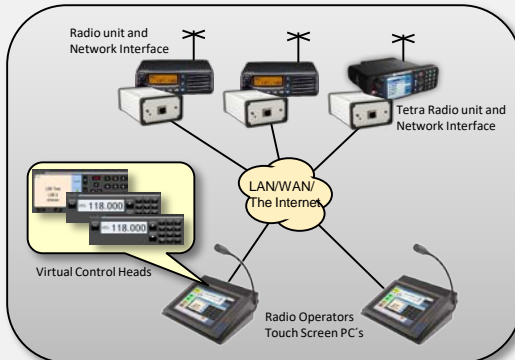 Radio unit and
Network Interface
Tetra Radio unit and
Network Interface
LAN/WAN/
The Internet
118.000
118.000
Virtual Control Heads
Radio Operators
Touch Screen PC´s